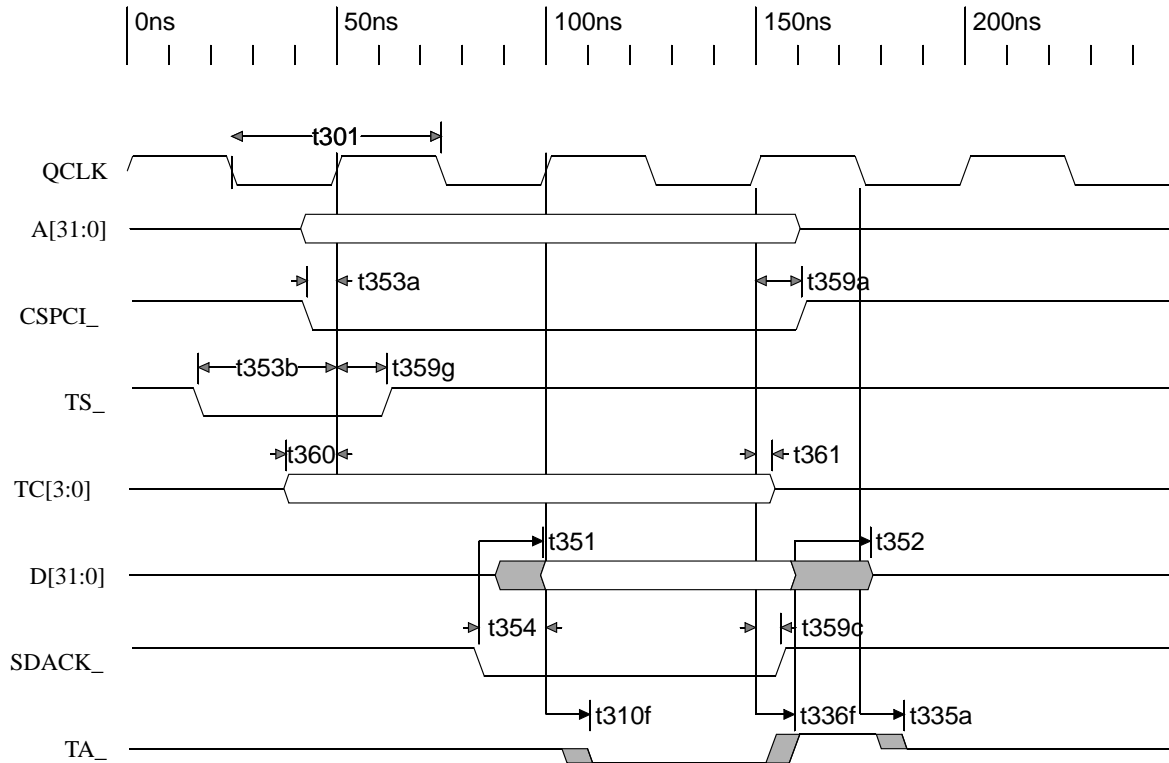 0ns 50ns 100ns 150ns 200ns
t301
QCLK
A[31:0]
t353a t359a
CSPCI_
t353b t359g
TS_
t360 t361
TC[3:0]
t351 t352
D[31:0]
t354 t359c
SDACK_
t310f t336f t335a
TA_